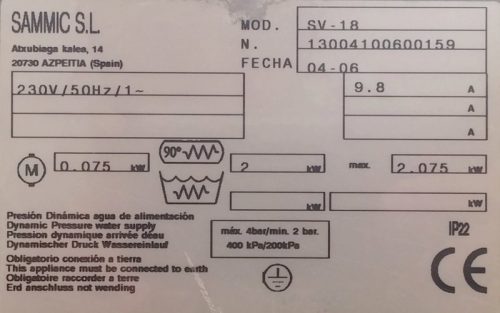 SAMMIC S.L.
Atxubiaga kalea, 14
20730 AZPEITIA (Spain)
MOD. SV-18
N. 13004100600159
FECHA 04-06
230V/50Hz/1~
9.8 A
A
A
M 0.075 kW
90°
2 kW
max. 2.075 kW
kW
kW
Presión Dinámica agua de alimentación
Dynamic Pressure water supply
Pression dynamique arrivée deau
Dynamischer Druck Wassereinlauf
máx. 4bar/min. 2 bar.
400 kPa/200kPa
IP22
CE
Obligatorio conexión a tierra
This appliance must be connected to earth
Obligatoire raccorder a terre
Erd anschluss not wending